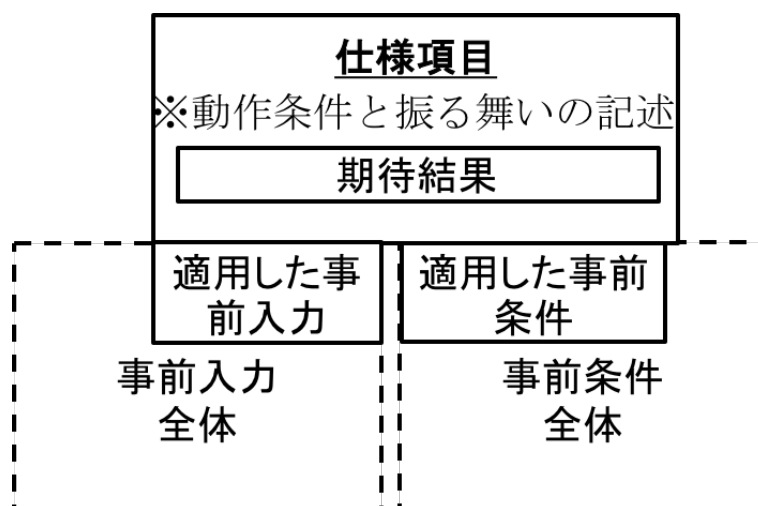 仕様項目
※動作条件と振る舞いの記述
期待結果
適用した事
前入力
適用した事前
条件
事前入力
全体
事前条件
全体